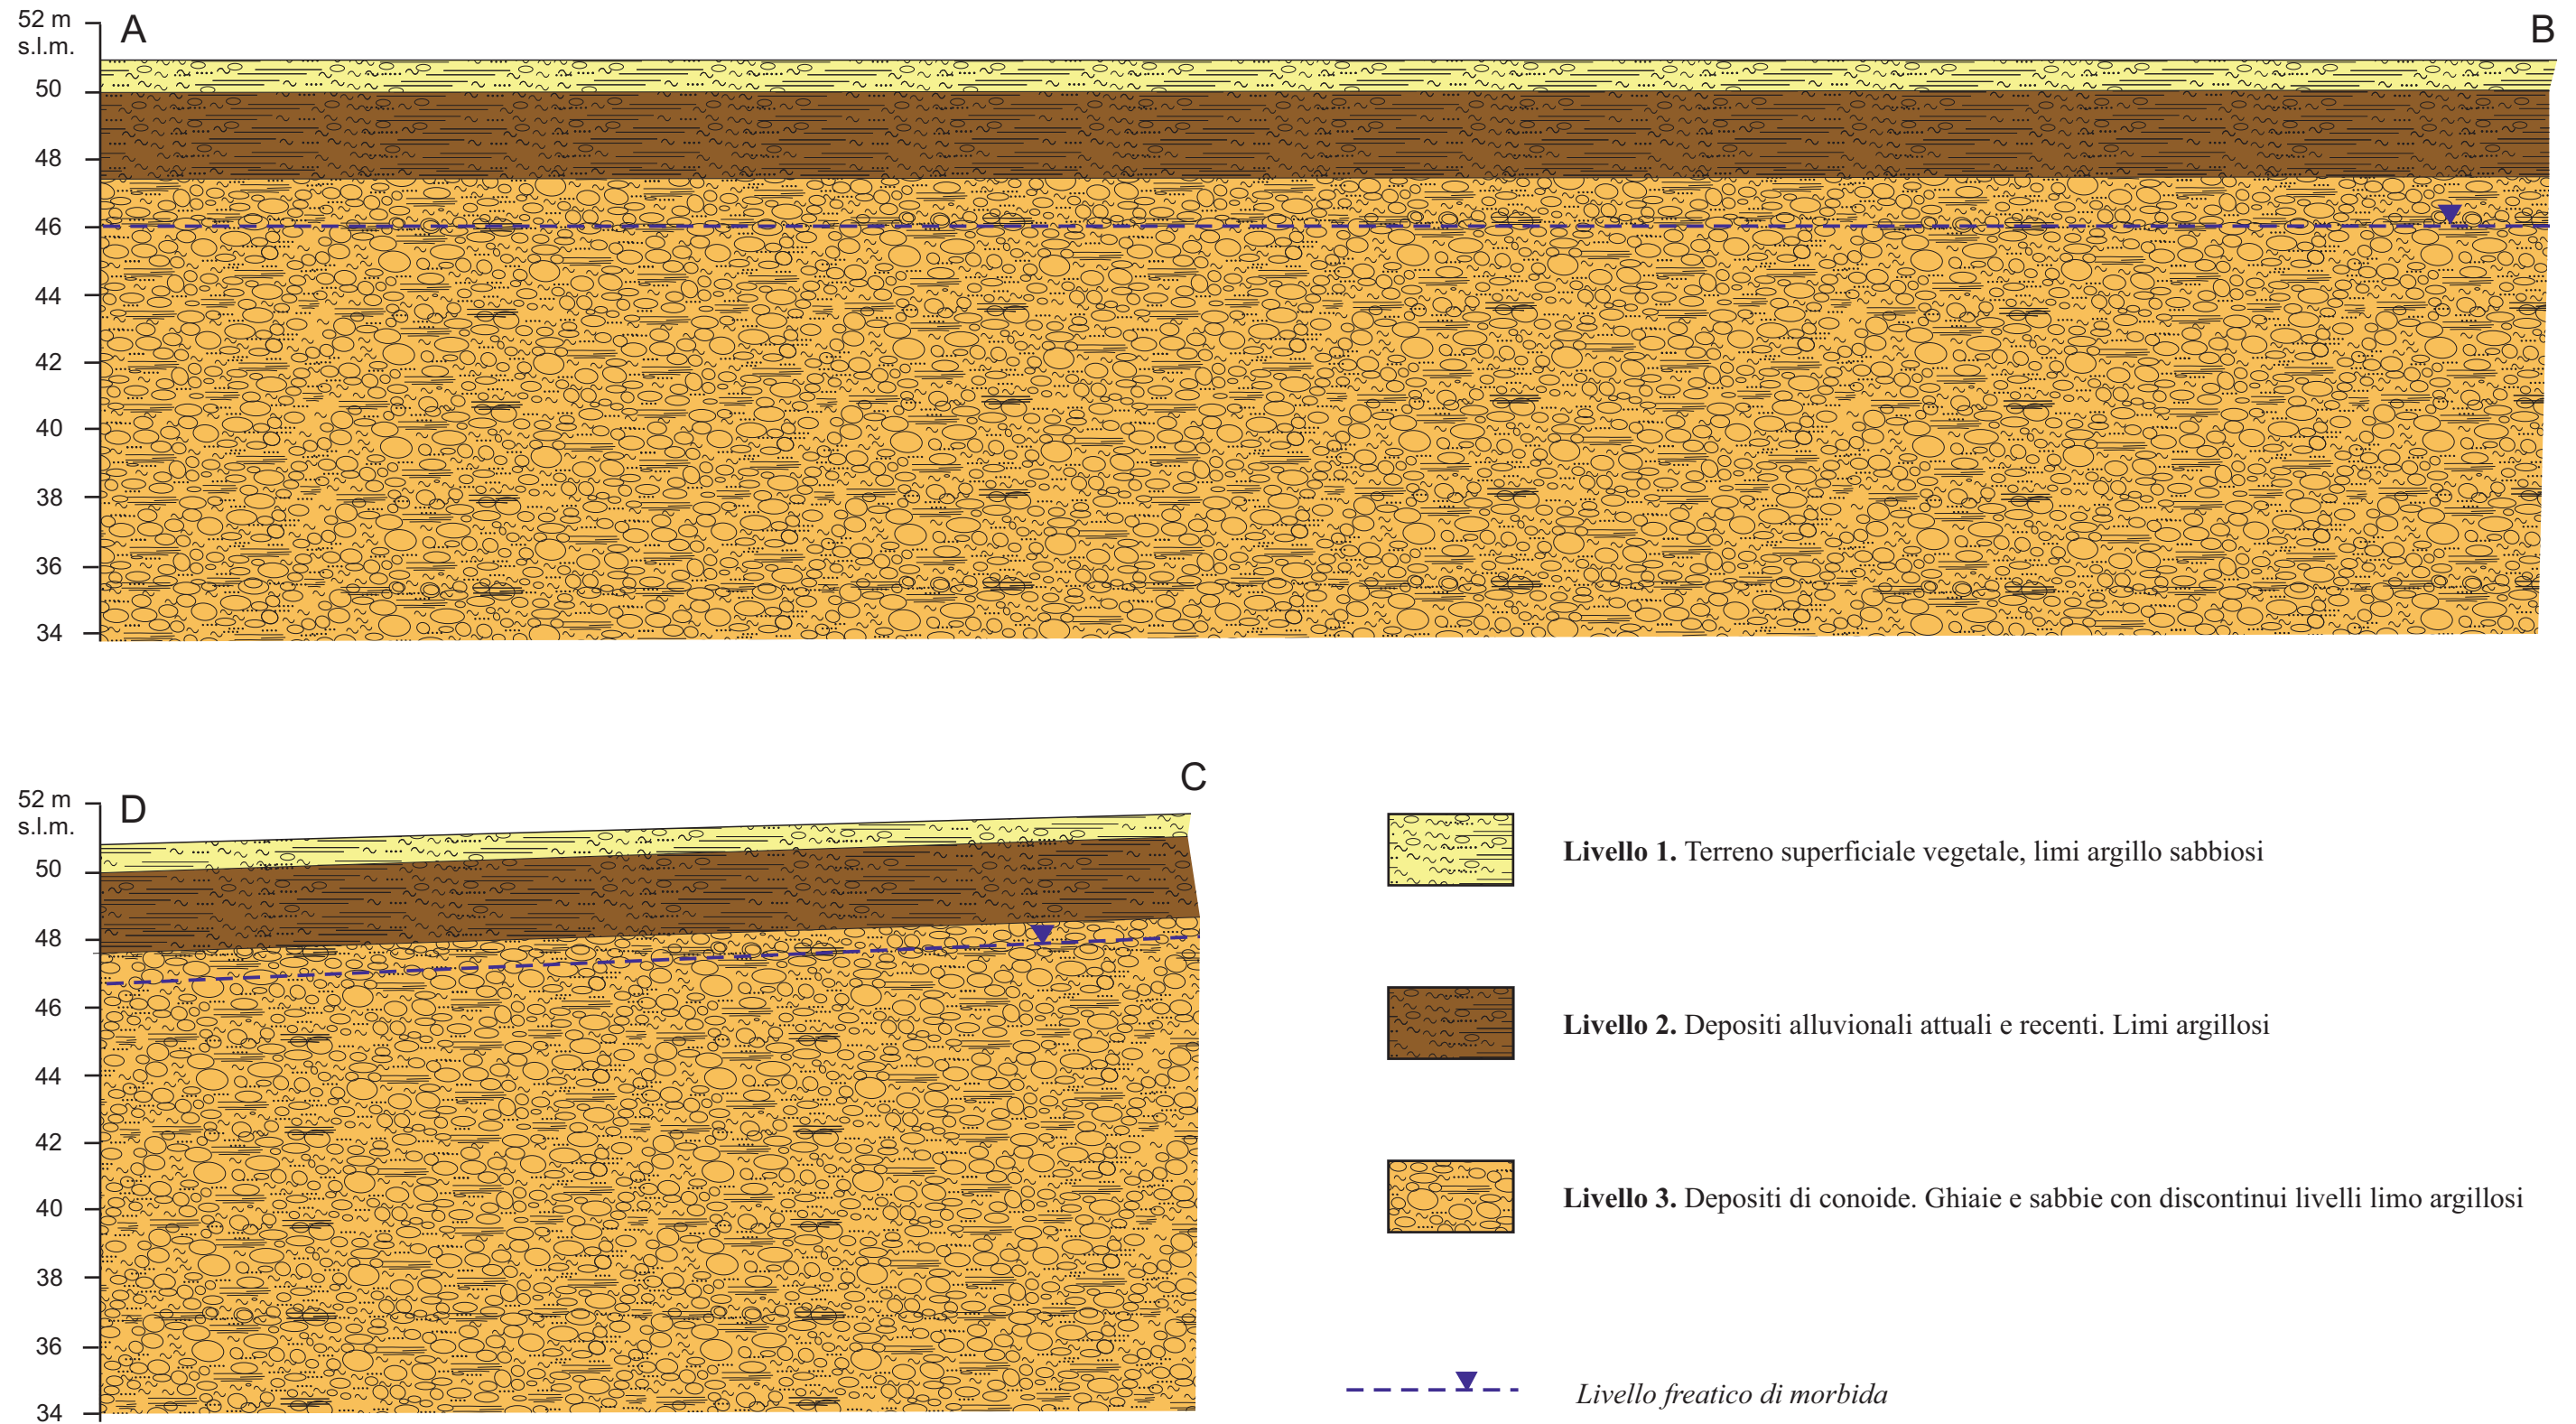 52 m
s.l.m.
A
B
50
48
46
44
42
40
38
36
34
C
52 m
s.l.m.
D
50
48
46
44
42
40
38
36
34
Livello 1. Terreno superficiale vegetale, limi argillo sabbiosi
Livello 2. Depositi alluvionali attuali e recenti. Limi argillosi
Livello 3. Depositi di conoide. Ghiaie e sabbie con discontinui livelli limo argillosi
Livello freatico di morbida